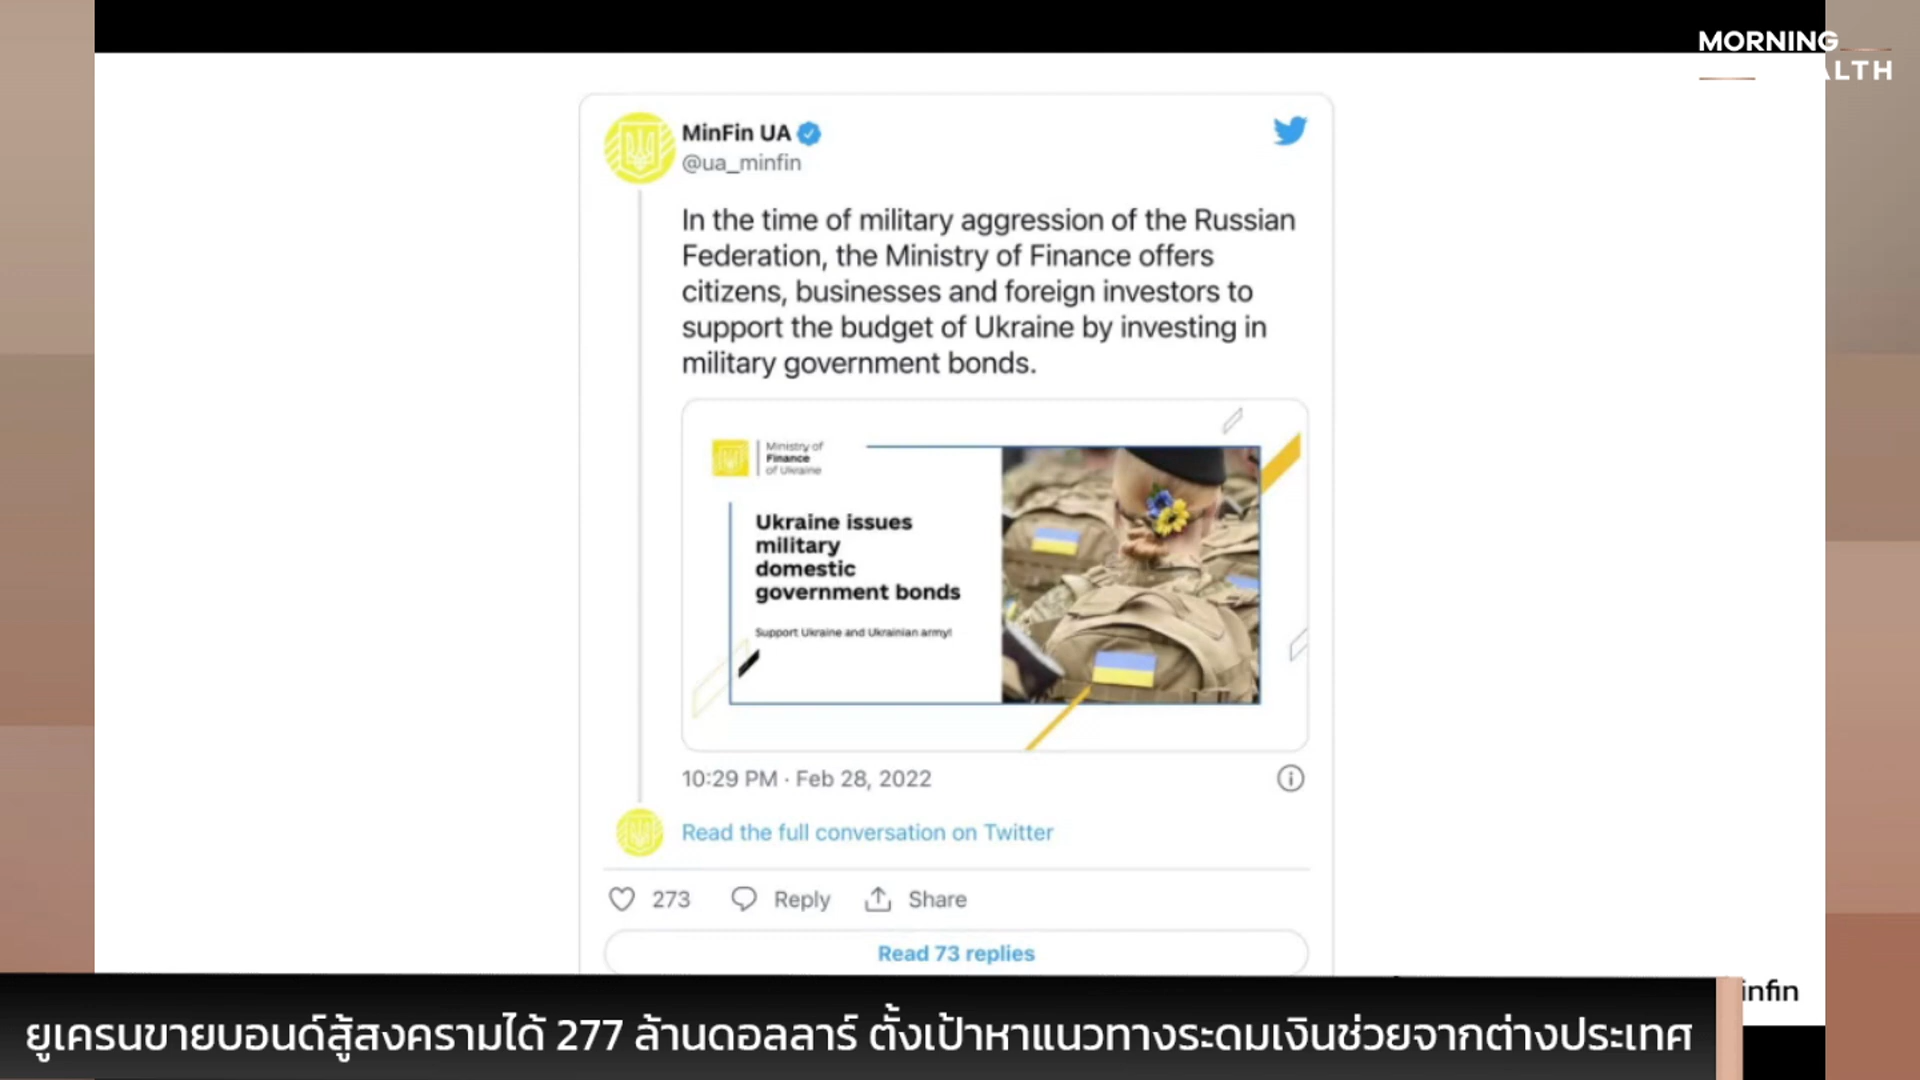 MORNING
ALTH
MinFin UA
@ua_minfin
In the time of military aggression of the Russian
Federation, the Ministry of Finance offers
citizens, businesses and foreign investors to
support the budget of Ukraine by investing in
military government bonds.
Ministry of
Finance
of Ukraine
Ukraine issues
military
domestic
government bonds
Support Ukraine and Ukrainian army!
10:29 PM · Feb 28, 2022
Read the full conversation on Twitter
273 Reply Share
Read 73 replies
infin
ยูเครนขายบอนด์สู้สงครามได้ 277 ล้านดอลลาร์ ตั้งเป้าหาแนวทางระดมเงินช่วยจากต่างประเทศ